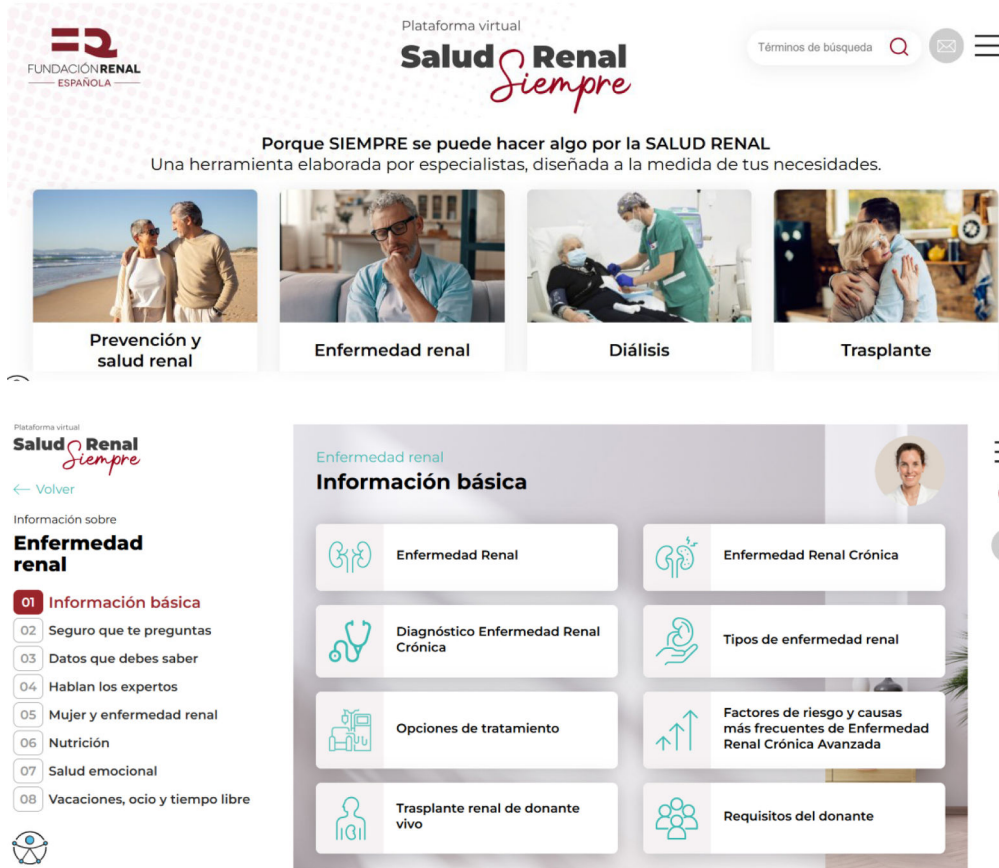 FUNDACIÓN RENAL
ESPAÑOLA
Plataforma virtual
Salud Renal
Siempre
Términos de búsqueda
Porque SIEMPRE se puede hacer algo por la SALUD RENAL
Una herramienta elaborada por especialistas, diseñada a la medida de tus necesidades.
Prevención y
salud renal
Enfermedad renal
Diálisis
Trasplante
Plataforma virtual
Salud Renal
Siempre
← Volver
Información sobre
Enfermedad
renal
01 Información básica
02 Seguro que te preguntas
03 Datos que debes saber
04 Hablan los expertos
05 Mujer y enfermedad renal
06 Nutrición
07 Salud emocional
08 Vacaciones, ocio y tiempo libre
Enfermedad renal
Información básica
Enfermedad Renal
Enfermedad Renal Crónica
Diagnóstico Enfermedad Renal
Crónica
Tipos de enfermedad renal
Opciones de tratamiento
Factores de riesgo y causas
más frecuentes de Enfermedad
Renal Crónica Avanzada
Trasplante renal de donante
vivo
Requisitos del donante